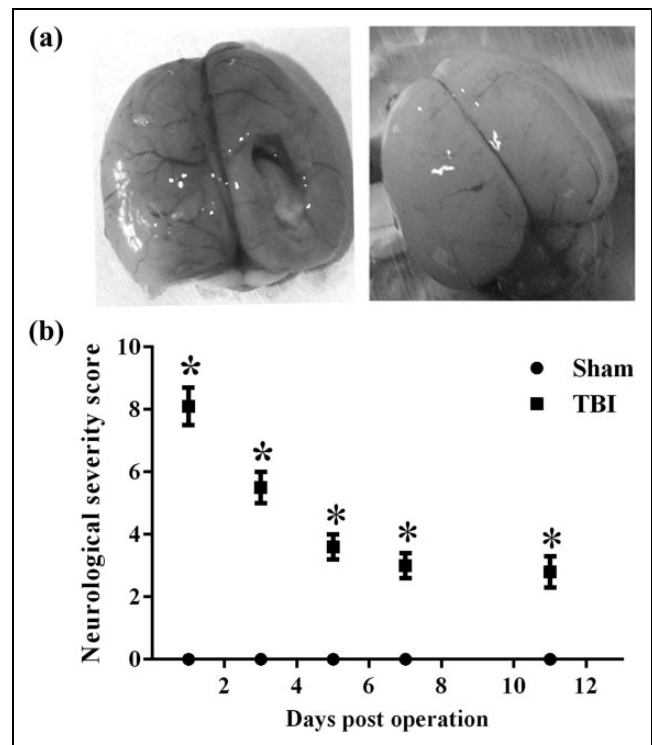 (a)
(b)
10
8
6
4
2
0
Neurological severity score
* * * * *
Sham
TBI
2 4 6 8 10 12
Days post operation